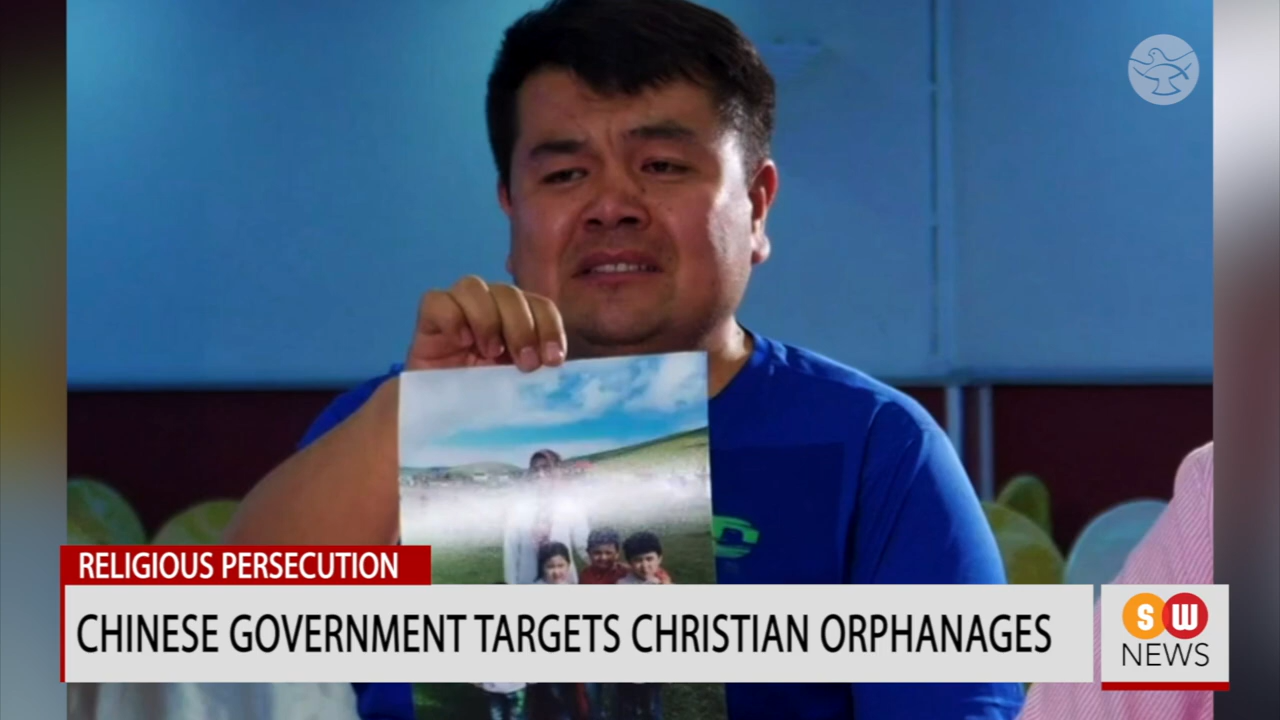 RELIGIOUS PERSECUTION
CHINESE GOVERNMENT TARGETS CHRISTIAN ORPHANAGES
SW
NEWS